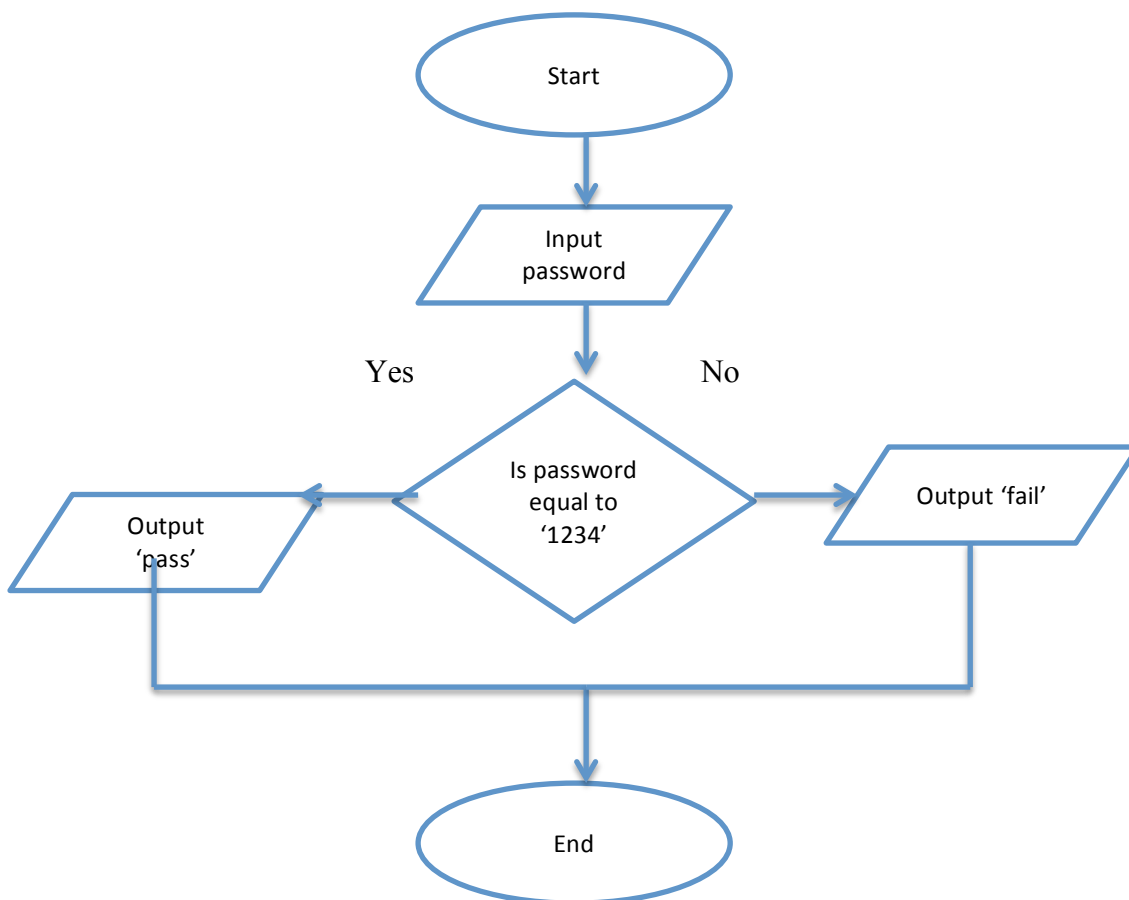 Start
Input
password
Yes
No
Is password
equal to
‘1234’
Output
‘pass’
Output ‘fail’
End